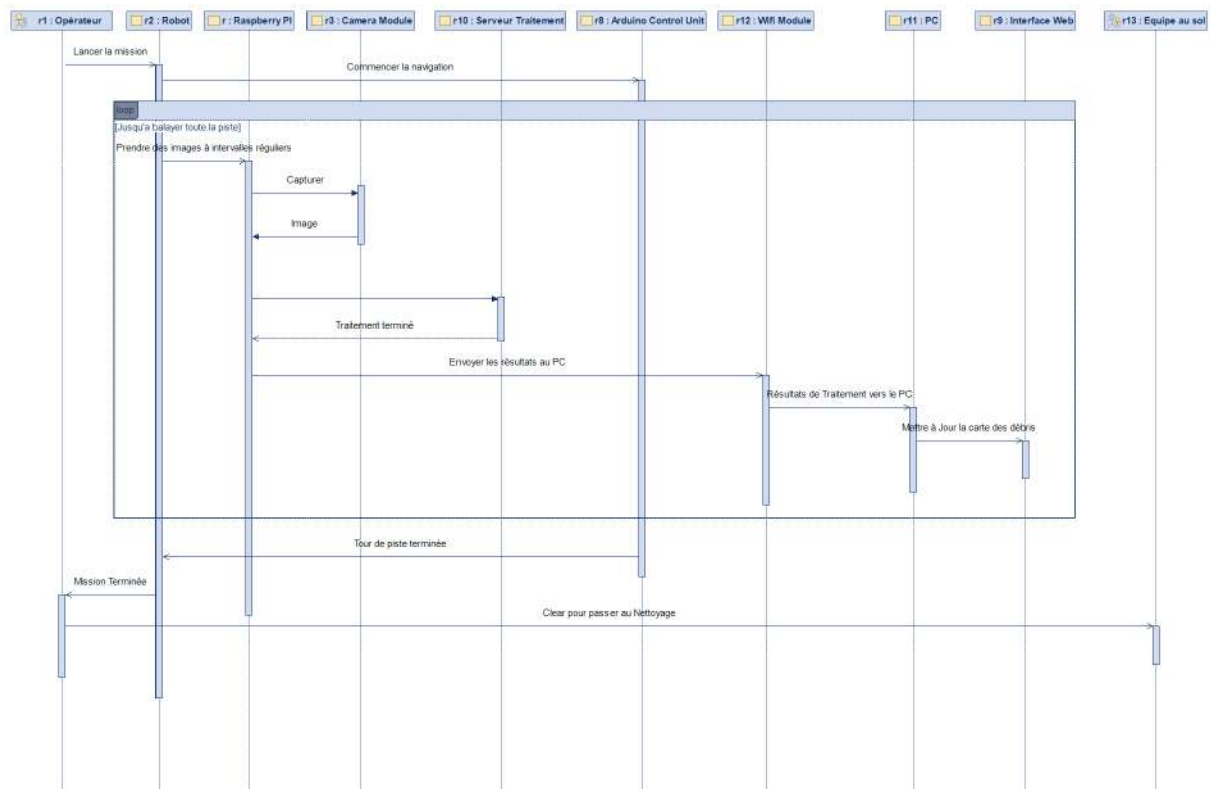 r1 : Opérateur
r2 : Robot
r : Raspberry PI
r3 : Camera Module
r10 : Serveur Traitement
r8 : Arduino Control Unit
r12 : Wifi Module
r11 : PC
r9 : Interface Web
r13 : Equipe au sol
Lancer la mission
Commencer la navigation
loop
[Jusqu'a balayer toute la piste]
Prendre des images à intervalles réguliers
Capturer
Image
Traitement terminé
Envoyer les résultats au PC
Résultats de Traitement vers le PC
Mettre à Jour la carte des débris
Tour de piste terminée
Mission Terminée
Clear pour passer au Nettoyage